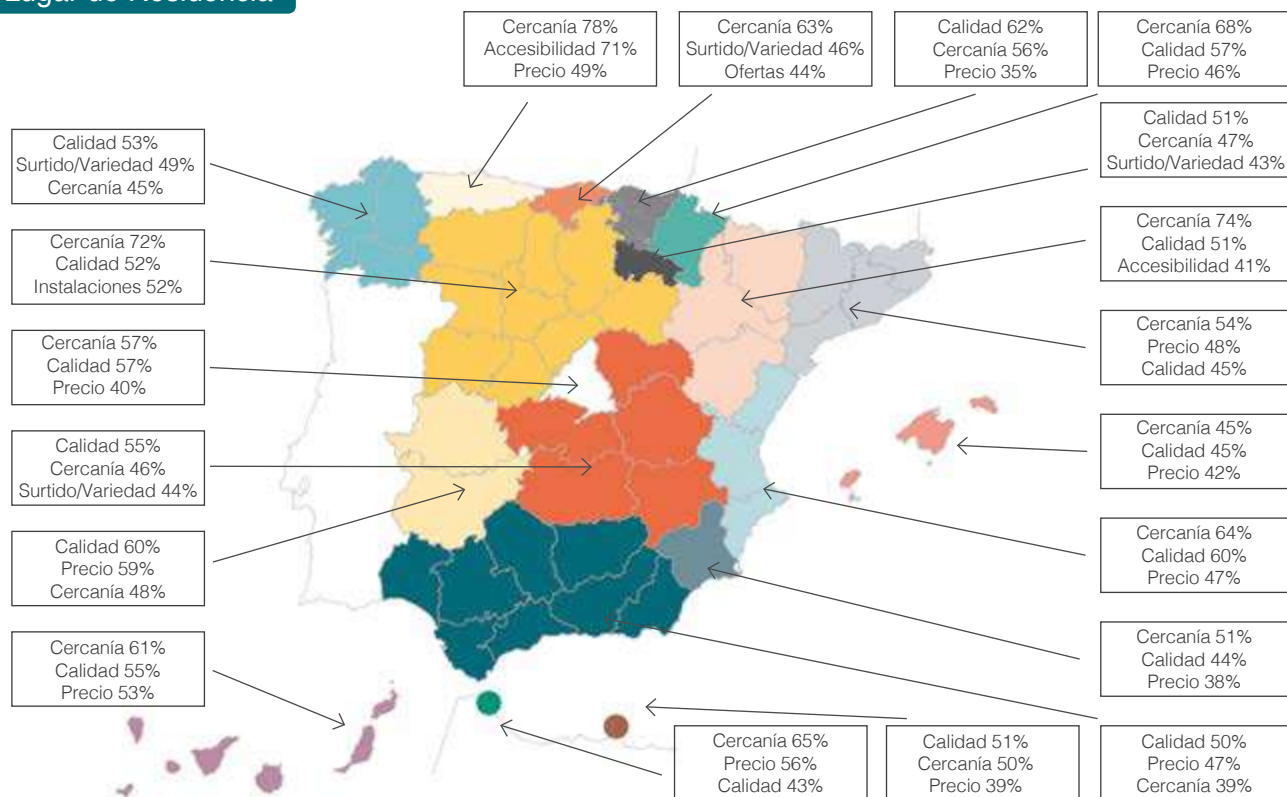 Lugar de Residencia
Cercanía 78%
Accesibilidad 71%
Precio 49%
Cercanía 63%
Surtido/Variedad 46%
Ofertas 44%
Calidad 62%
Cercanía 56%
Precio 35%
Cercanía 68%
Calidad 57%
Precio 46%
Calidad 51%
Cercanía 47%
Surtido/Variedad 43%
Calidad 53%
Surtido/Variedad 49%
Cercanía 45%
Cercanía 74%
Calidad 51%
Accesibilidad 41%
Cercanía 72%
Calidad 52%
Instalaciones 52%
Cercanía 54%
Precio 48%
Calidad 45%
Cercanía 57%
Calidad 57%
Precio 40%
Cercanía 45%
Calidad 45%
Precio 42%
Calidad 55%
Cercanía 46%
Surtido/Variedad 44%
Cercanía 64%
Calidad 60%
Precio 47%
Calidad 60%
Precio 59%
Cercanía 48%
Cercanía 51%
Calidad 44%
Precio 38%
Cercanía 61%
Calidad 55%
Precio 53%
Cercanía 65%
Precio 56%
Calidad 43%
Calidad 51%
Cercanía 50%
Precio 39%
Calidad 50%
Precio 47%
Cercanía 39%